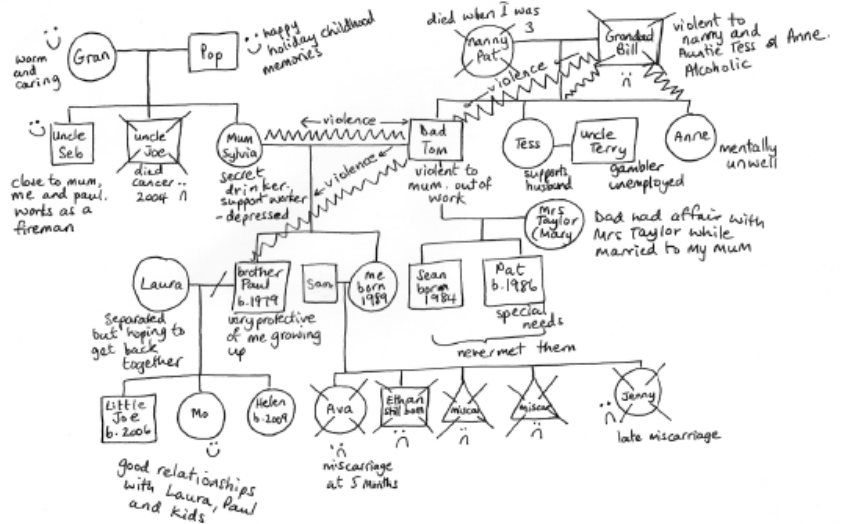 warm
and
caring
Gran
Pop
happy
holiday childhood
memories
died when I was
3
Nanny
Pat
Grandad
Bill
violent to
nanny and
Auntie Tess & Anne.
Alcoholic
violence
uncle
Seb
close to mum,
me and paul.
works as a
fireman
uncle
Joe
died
cancer..
2004
Mum
Sylvia
secret
drinker.
support worker
- depressed
violence
violence
Dad
Tom
violent to
mum. out of
work
Tess
supports
husband
uncle
Terry
gambler
unemployed
Anne
mentally
unwell
Mrs
Taylor
(Mary
Dad had affair with
Mrs Taylor while
married to my mum
Laura
Separated
but hoping to
get back
together
brother
Paul
b.1979
very protective
of me growing
up
Sam
me
born
1989
Sean
born
1984
Pat
b.1986
special
needs
never met them
Little
Joe
b.2006
Mo
Helen
b.2009
good relationships
with Laura, Paul
and kids
Ava
miscarriage
at 5 months
Ethan
still born
miscar
miscar
Jenny
late miscarriage